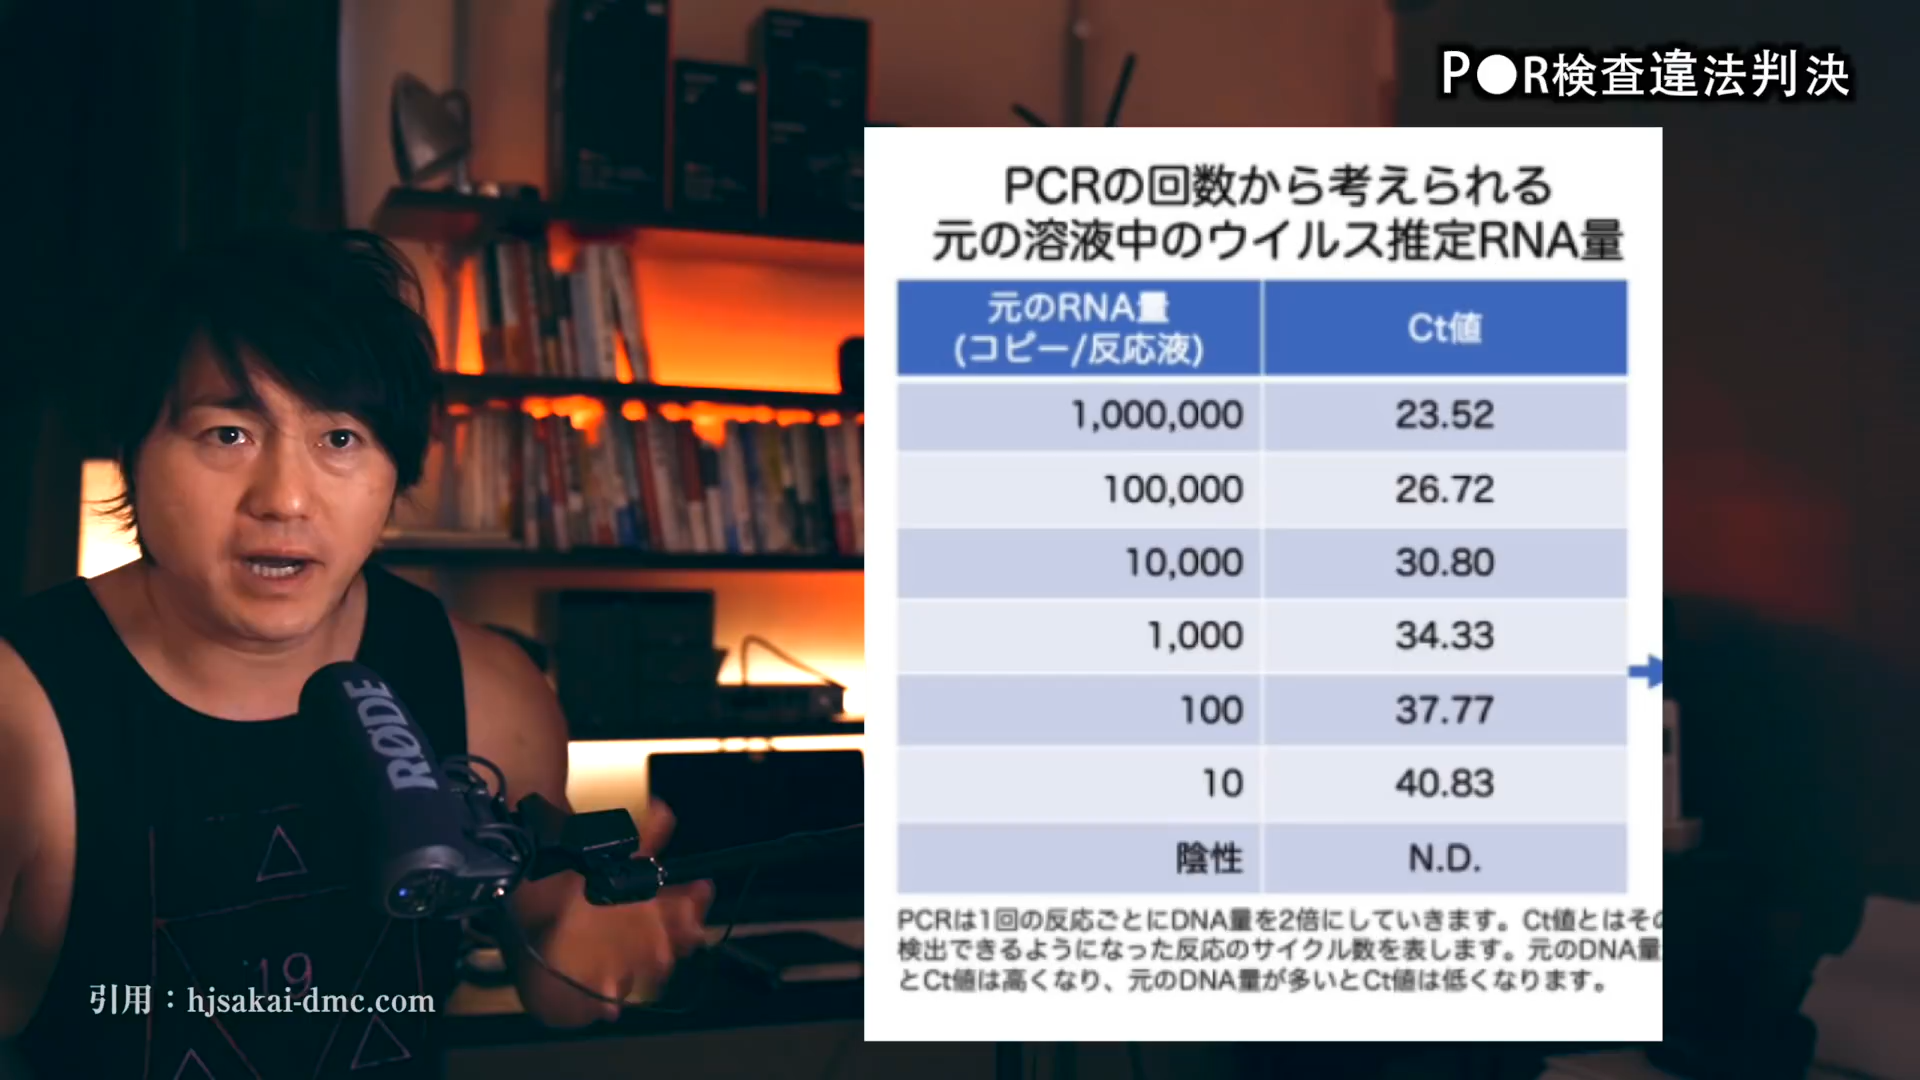 P●R検査違法判決
PCRの回数から考えられる
元の溶液中のウイルス推定RNA量
元のRNA量
(コピー/反応液)
Ct値
1,000,000
23.52
100,000
26.72
10,000
30.80
1,000
34.33
100
37.77
10
40.83
陰性
N.D.
PCRは1回の反応ごとにDNA量を2倍にしていきます。Ct値とはその
検出できるようになった反応のサイクル数を表します。元のDNA量
とCt値は高くなり、元のDNA量が多いとCt値は低くなります。
RØDE
19
引用：hjsakai-dmc.com